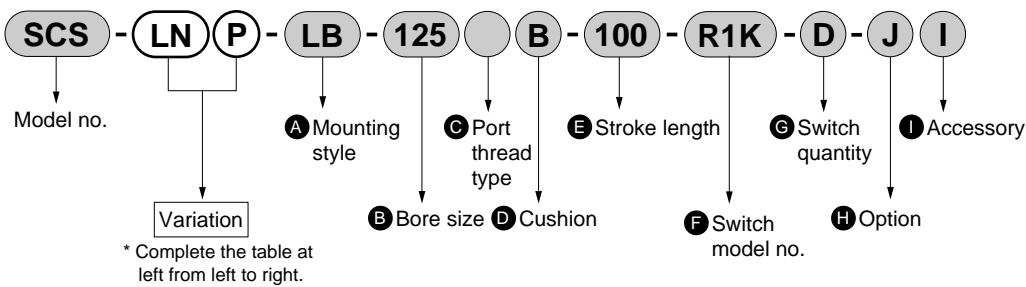 SCS - LN P - LB - 125 B - 100 - R1K - D - J I
Model no.
A Mounting
style
C Port
thread
type
E Stroke length
G Switch
quantity
I Accessory
Variation
B Bore size
D Cushion
F Switch
model no.
H Option
* Complete the table at
left from left to right.